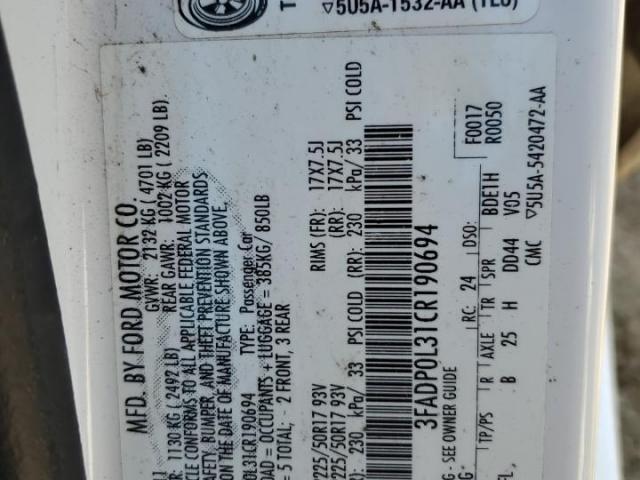 ▽5U5A-1532-AA (TEC)
MFD. BY FORD MOTOR CO.
GVWR: 2132 KG ( 4701 LB)
1130 KG ( 2492 LB) REAR GAWR: 1002 KG ( 2209 LB)
CONFORMS TO ALL APPLICABLE FEDERAL MOTOR
SAFETY, BUMPER, AND THEFT PREVENTION STANDARDS
ON THE DATE OF MANUFACTURE SHOWN ABOVE.
L31CR190694 TYPE: Passenger Car
= OCCUPANTS + LUGGAGE = 385KG/ 850LB
= 5 TOTAL; - 2 FRONT, 3 REAR
225/50R17 93V RIMS (FR): 17X7.5J
225/50R17 93V (RR): 17X7.5J
230 kPa/ 33 PSI COLD (RR): 230 kPa/ 33 PSI COLD
3FADP0L31CR190694
- SEE OWNER GUIDE F0017
RC: 24 DSO: R0050
TP/PS R AXLE TR SPR BDE1H
B 25 H DD44 V05
CMC ▽5U5A-5420472-AA